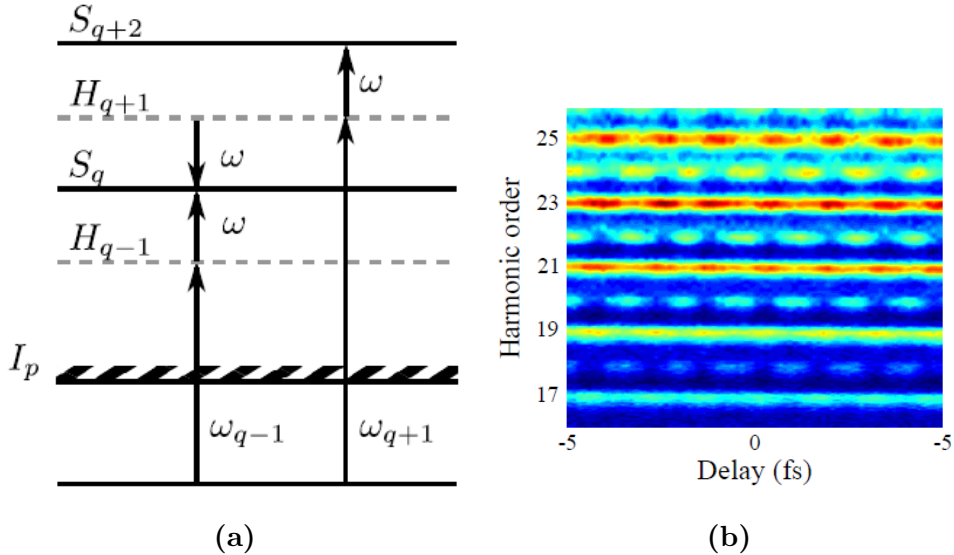 S_{q+2}
H_{q+1}
ω
ω
S_q
ω
H_{q-1}
I_p
ω_{q-1}
ω_{q+1}
(a)
Harmonic order
25
23
21
19
17
-5
0
-5
Delay (fs)
(b)